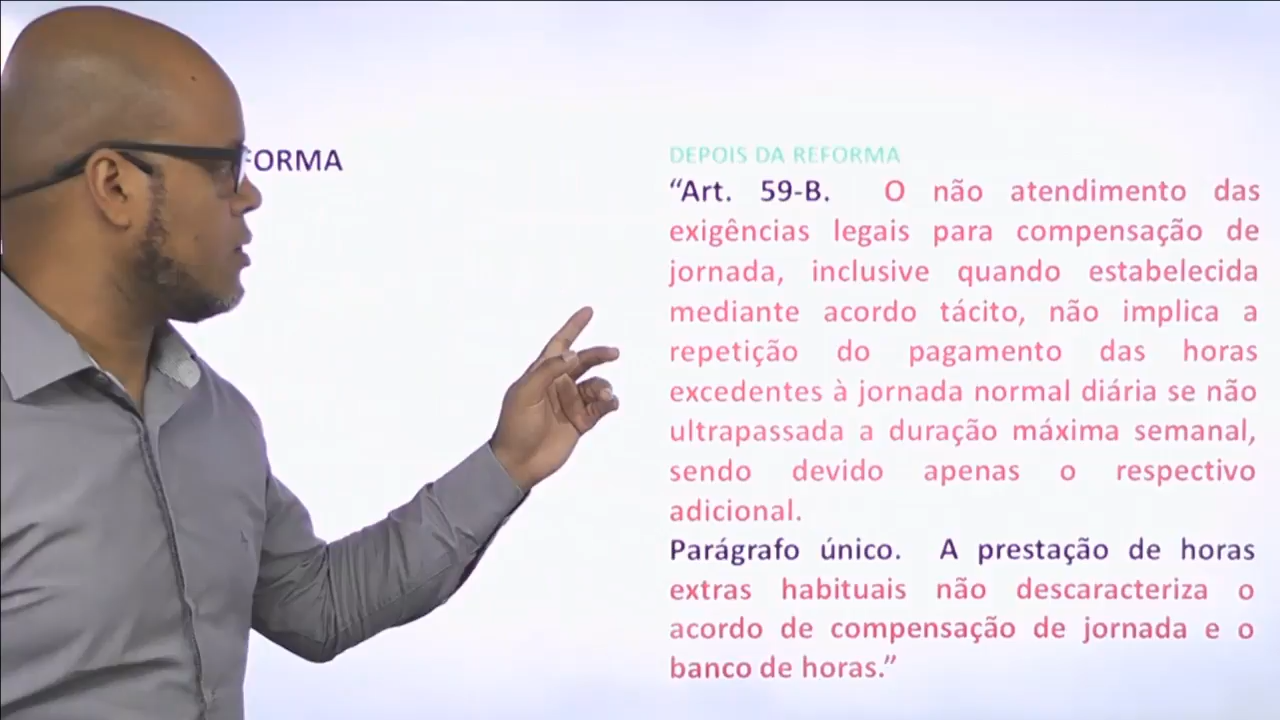 FORMA
DEPOIS DA REFORMA
“Art. 59-B. O não atendimento das
exigências legais para compensação de
jornada, inclusive quando estabelecida
mediante acordo tácito, não implica a
repetição do pagamento das horas
excedentes à jornada normal diária se não
ultrapassada a duração máxima semanal,
sendo devido apenas o respectivo
adicional.
Parágrafo único. A prestação de horas
extras habituais não descaracteriza o
acordo de compensação de jornada e o
banco de horas.”